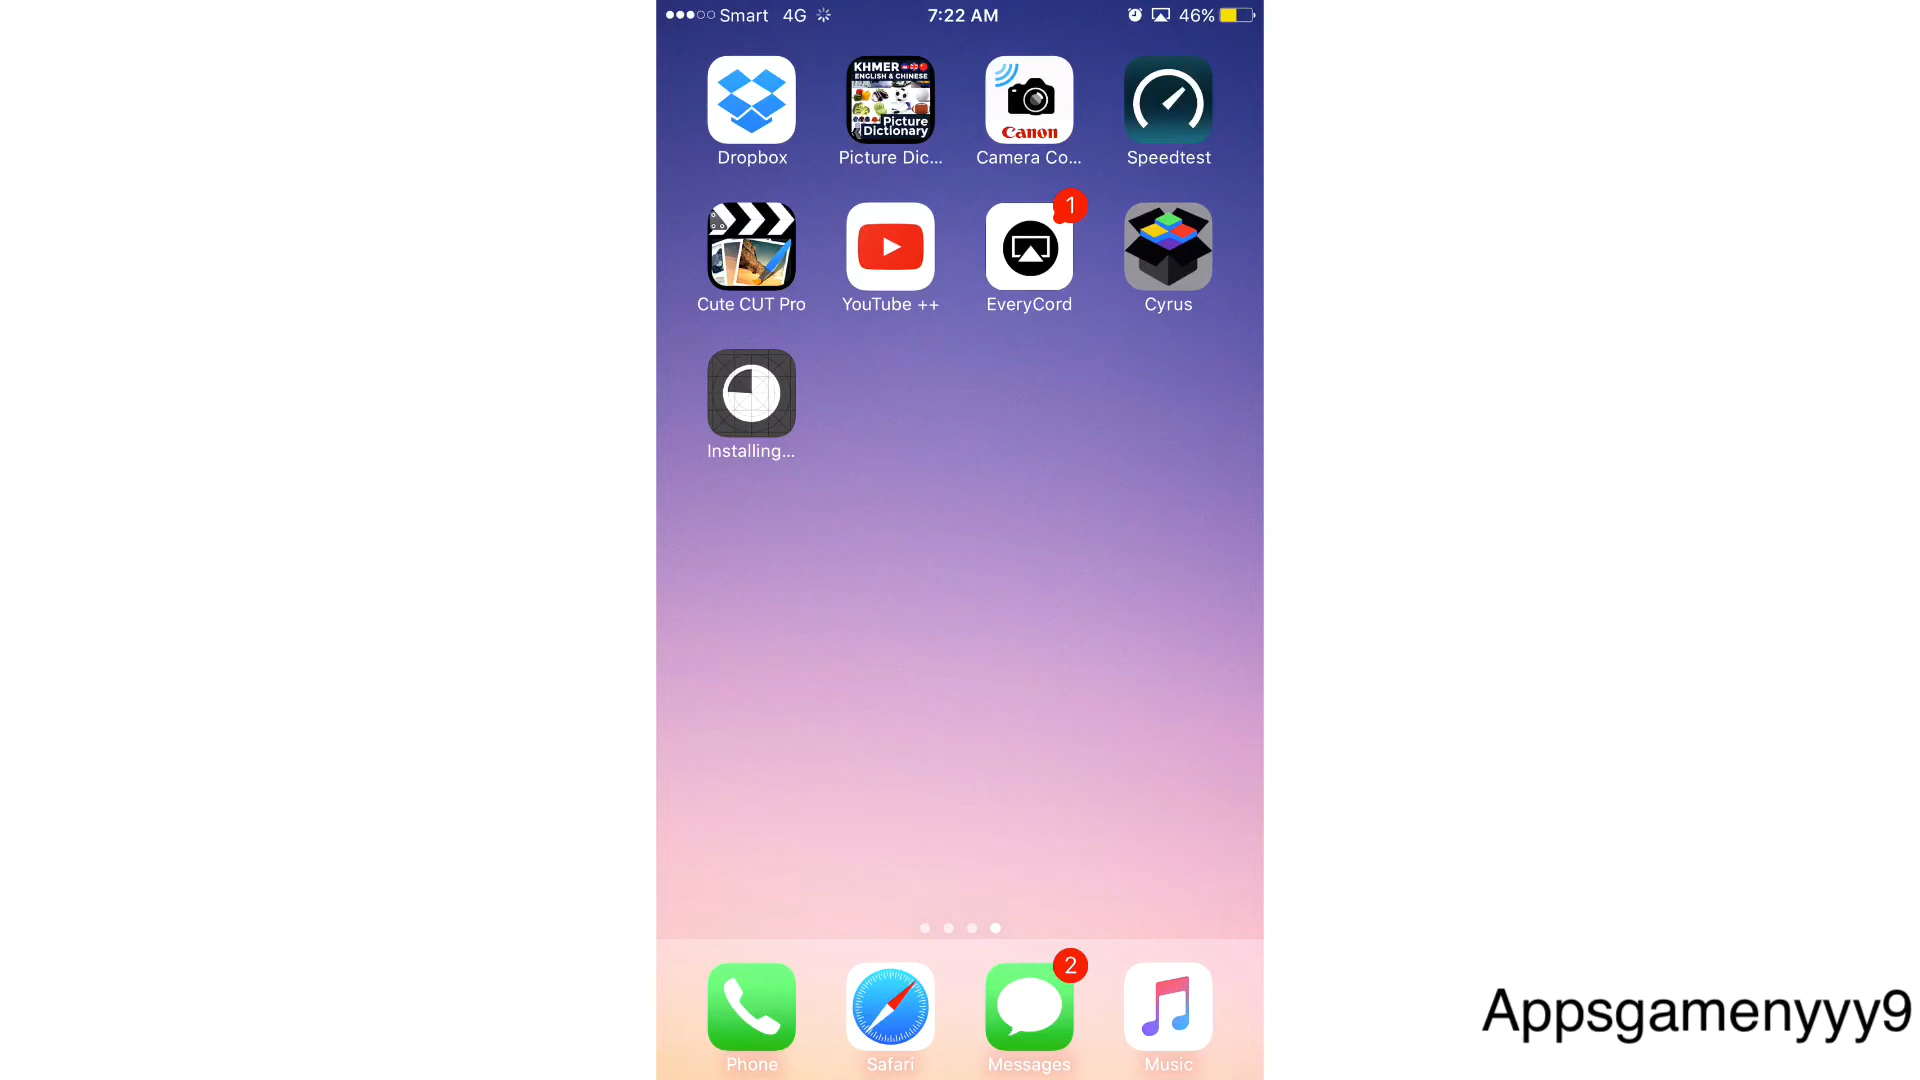 Smart 4G 7:22 AM 46%
KHMER
ENGLISH & CHINESE
Picture
Dictionary
Canon
Dropbox Picture Dic... Camera Co... Speedtest
1
Cute CUT Pro YouTube ++ EveryCord Cyrus
Installing...
2
Phone Safari Messages Music
Appsgamenyyy9